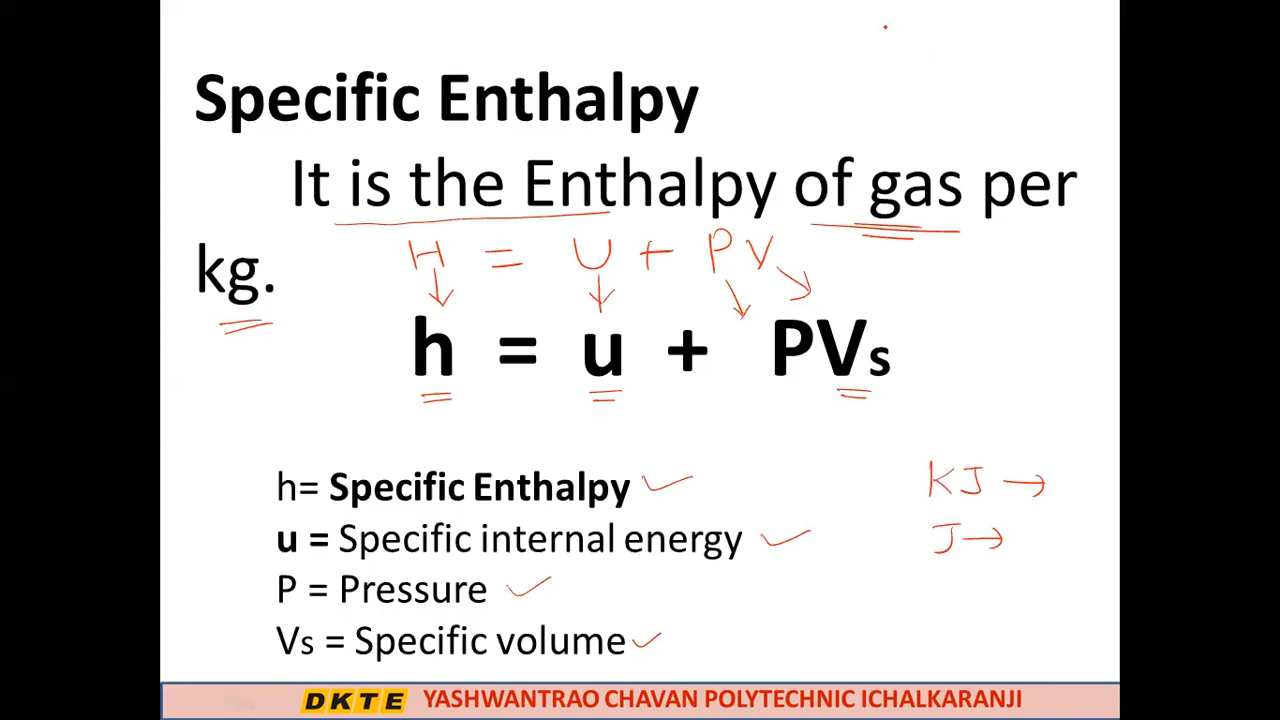 Specific Enthalpy
It is the Enthalpy of gas per
kg.
H = U + PV
h = u + PVs
h= Specific Enthalpy
u = Specific internal energy
P = Pressure
Vs = Specific volume
KJ →
J →
DKTE YASHWANTRAO CHAVAN POLYTECHNIC ICHALKARANJI